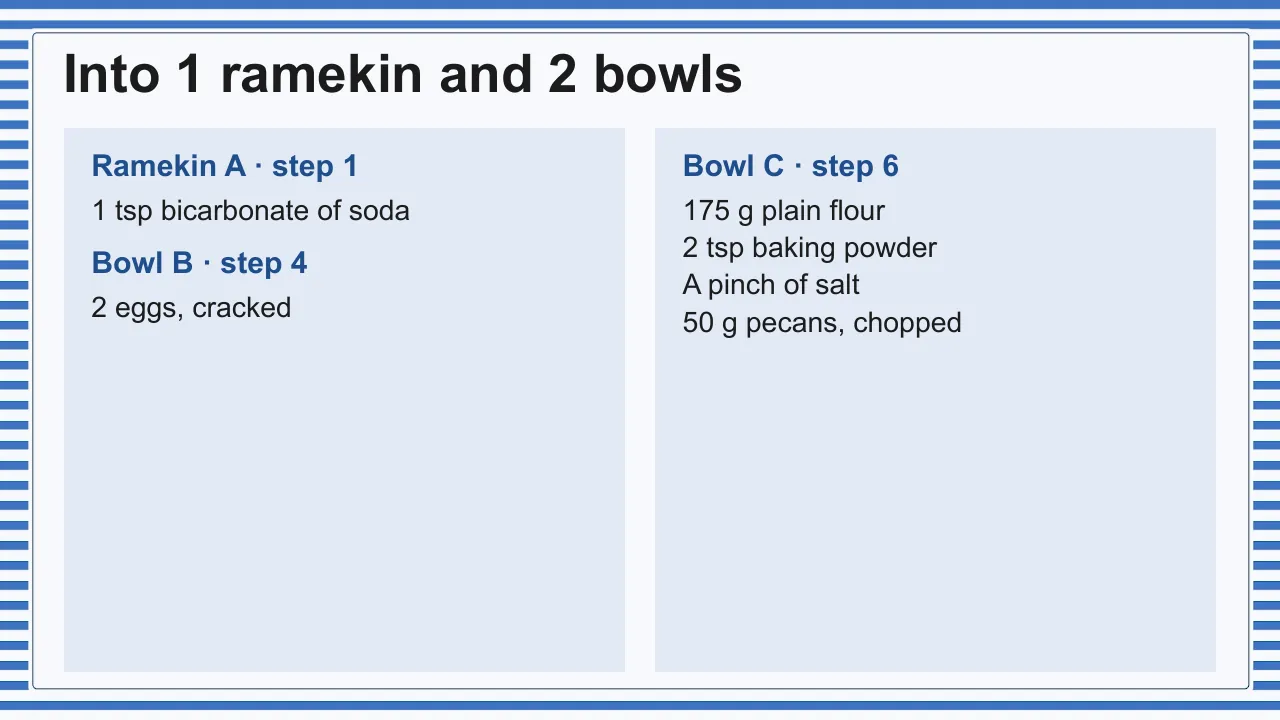 Into 1 ramekin and 2 bowls
Ramekin A · step 1
1 tsp bicarbonate of soda
Bowl B · step 4
2 eggs, cracked
Bowl C · step 6
175 g plain flour
2 tsp baking powder
A pinch of salt
50 g pecans, chopped